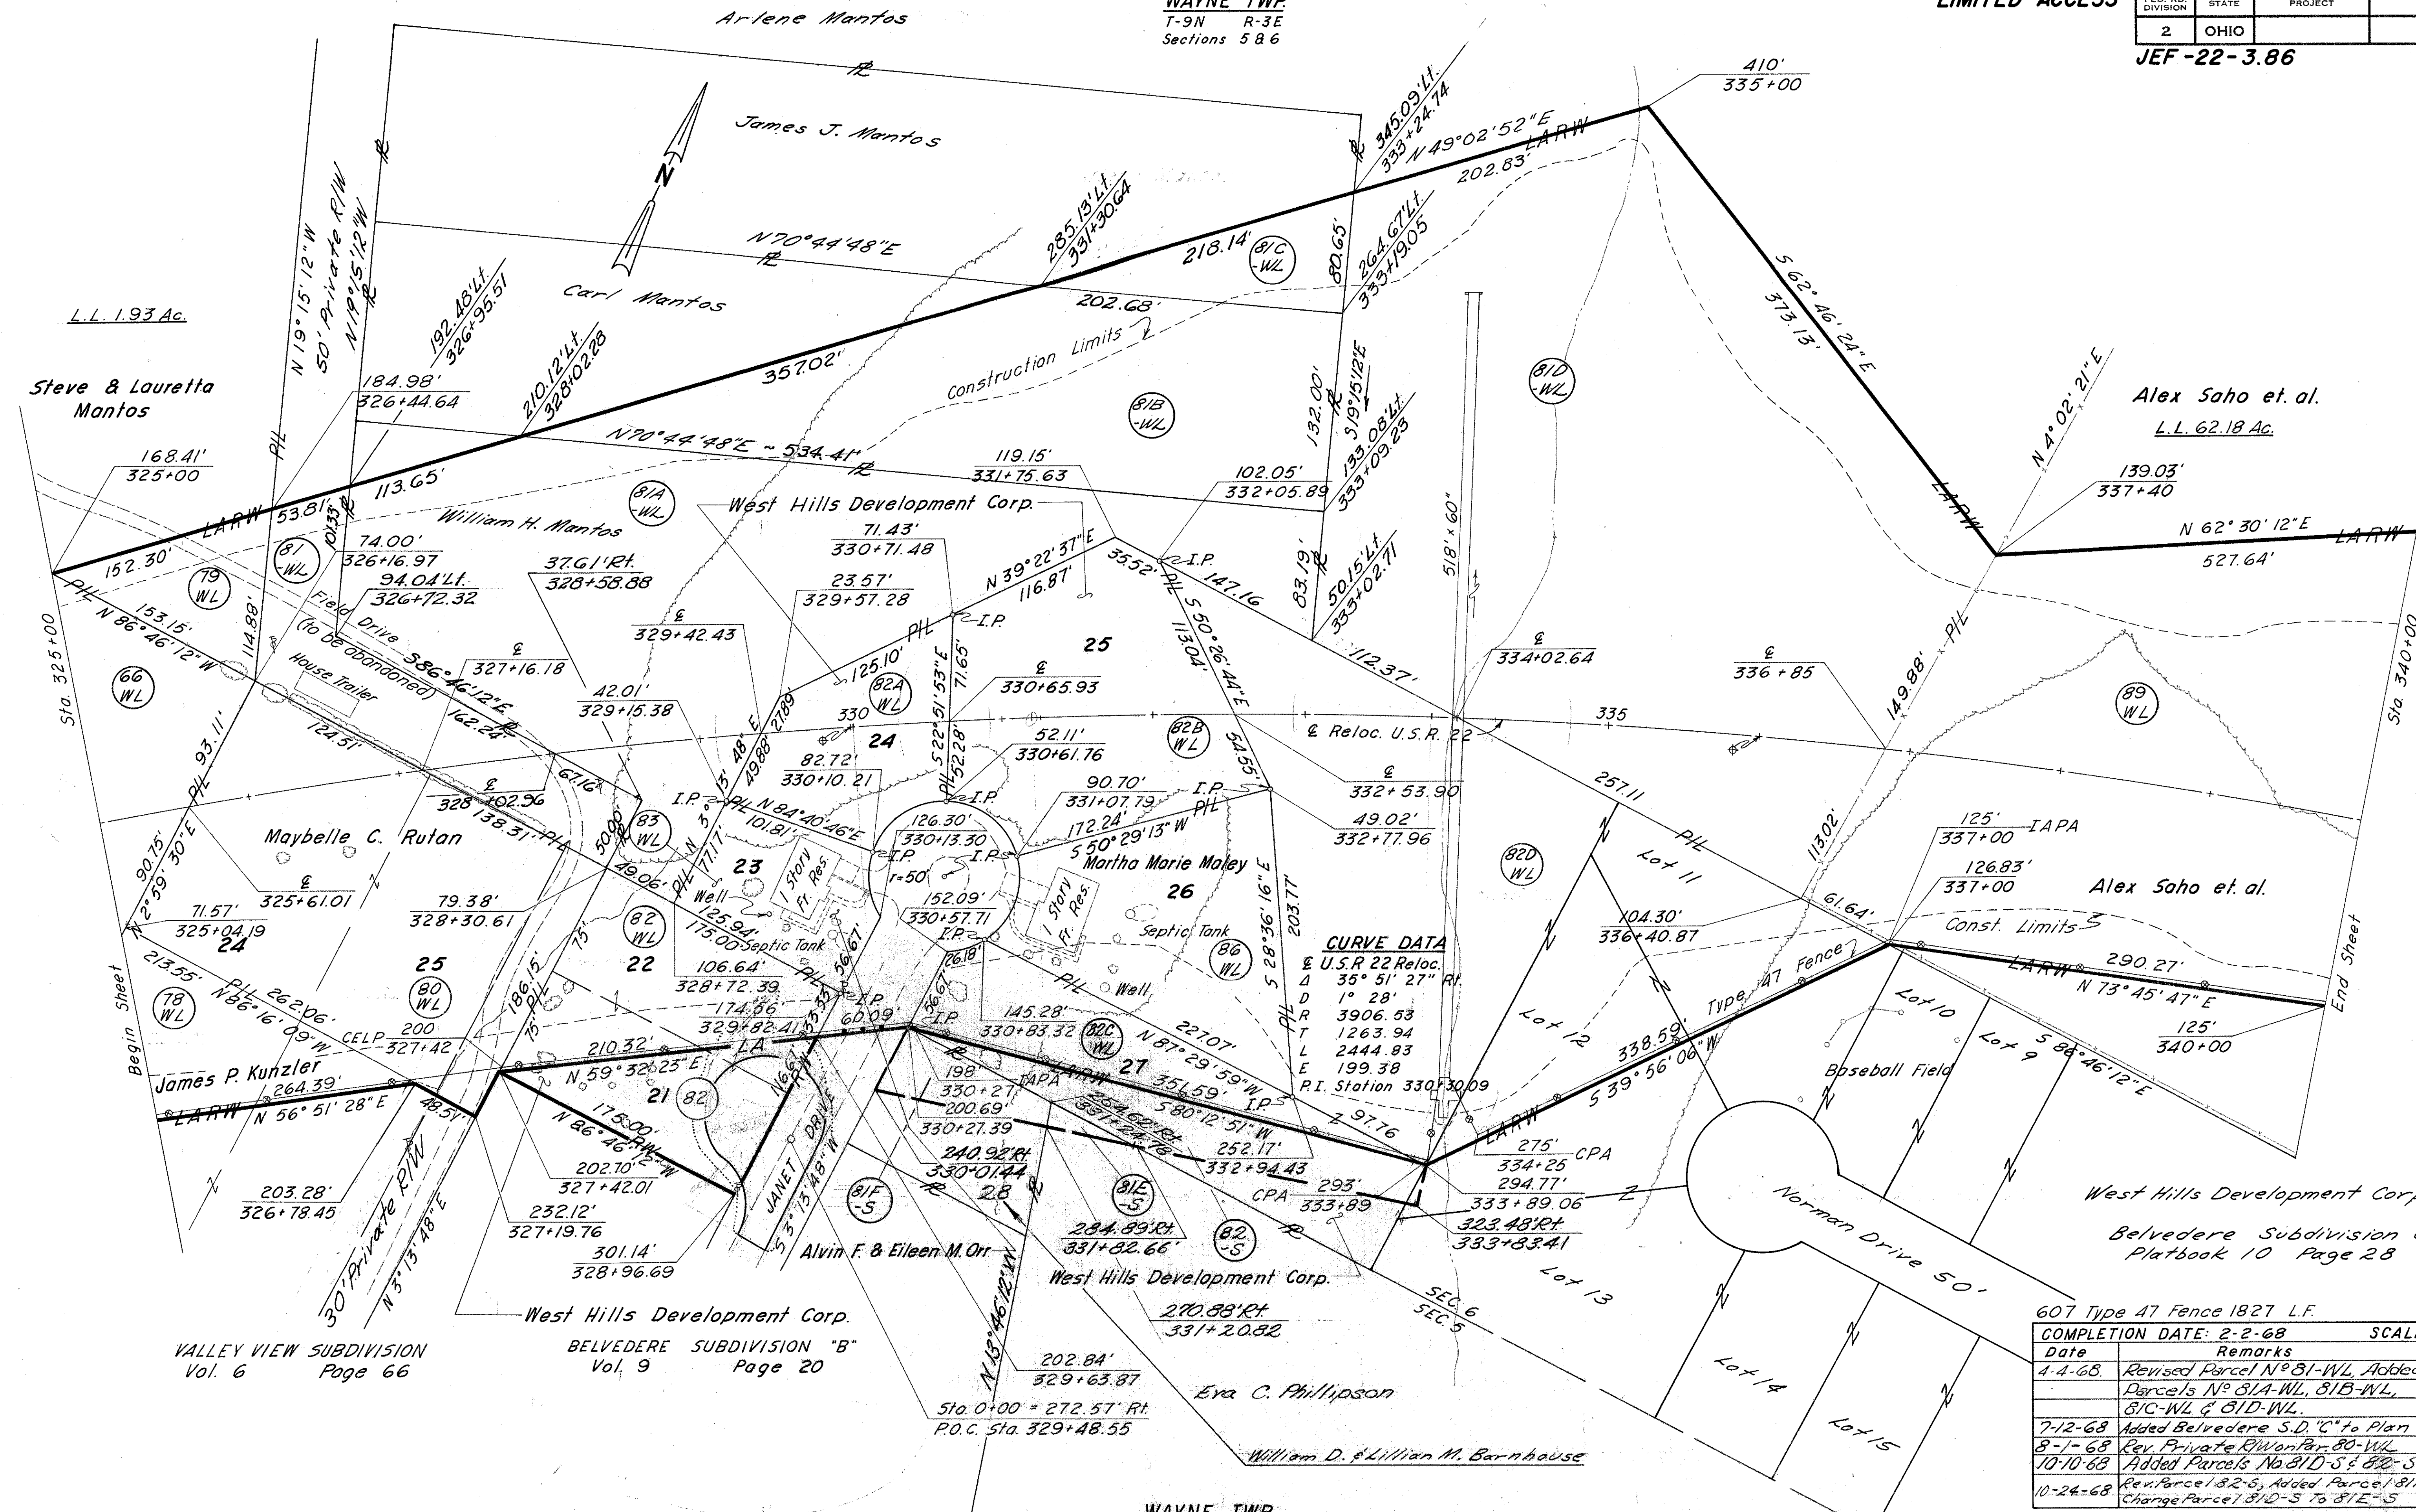 Arlene Mantos
WAYNE TWP.
T-9N R-3E
Sections 5 & 6
LIMITED ACCESS
DIVISION STATE PROJECT
2 OHIO
JEF-22-3.86
410'
335+00
James J. Mantos
345.09' Lt.
333+24.74
N 49°02'52"E
LARW
202.83'
N
N 19°15'12"W
50' Private R/W
N 19°15'12"W
N70°44'48"E
285.13' Lt.
331+30.64
218.14'
81C
-WL
80.65'
264.67' Lt.
333+19.05
L.L. 1.93 Ac.
Carl Mantos
202.68'
192.48' Lt.
326+95.51
210.12' Lt.
328+02.28
357.02'
Construction Limits
S 62°46'24"E
373.13'
N 4°02'21"E
Steve & Lauretta
Mantos
184.98'
326+44.64
81B
-WL
132.00'
S19°15'12"E
133.08' Lt.
333+09.23
81D
-WL
Alex Saho et. al.
L.L. 62.18 Ac.
168.41'
325+00
N70°44'48"E ~ 534.41'
119.15'
331+75.63
102.05'
332+05.89
139.03'
337+40
LARW
53.81'
113.65'
101.33'
81A
-WL
West Hills Development Corp.
William H. Mantos
N 62°30'12"E
LARW
527.64'
LARW
152.30'
81
-WL
74.00'
326+16.97
94.04' Lt.
326+72.32
37.61' Rt.
328+58.88
71.43'
330+71.48
23.57'
329+57.28
N 39°22'37"E
116.87'
35.52'
I.P.
147.16
83.19'
50.15' Lt.
333+02.71
518' x 60"
79
WL
P/L
153.15'
N 86°46'12"W
114.88'
Field Drive
(to be abandoned)
House Trailer
S86°46'12"E
162.24'
℄
327+16.18
℄
329+42.43
P/L
I.P.
125.10'
25
S 50°26'44"E
113.04'
112.37'
℄
334+02.64
℄
336+85
149.88'
P/L
Sta. 325+00
66
WL
124.51'
42.01'
329+15.38
82A
WL
S 22°51'53"E
71.65'
℄
330+65.93
330
24
49.88'
27.89'
52.28'
52.11'
330+61.76
82B
WL
℄ Reloc. U.S.R. 22
335
89
WL
Sta. 340+00
93.11'
P/L
℄
328+02.96
138.31'
67.16'
82.72'
330+10.21
54.55'
℄
332+53.90
257.11
Maybelle C. Rutan
50.00'
83
WL
I.P.
P/L
N 84°40'46"E
101.81'
126.30'
330+13.30
I.P.
90.70'
331+07.79
I.P.
172.24'
S 50°29'13"W
49.02'
332+77.96
113.02'
125'
337+00
IAPA
90.75'
N 2°59'30"E
℄
325+61.01
79.38'
328+30.61
49.06'
N 3°13'48"E
77.17'
23
Well
1 Story
Fr. Res.
r=50'
Martha Marie Maley
26
1 Story
Fr. Res.
82D
WL
Lot 11
126.83'
337+00
Alex Saho et. al.
71.57'
325+04.19
24
82
WL
125.94'
175.00
Septic Tank
152.09'
330+57.71
I.P.
Septic Tank
S 28°36'16"E
203.77'
104.30'
336+40.87
61.64'
Const. Limits
End Sheet
213.55'
262.06'
N86°16'09"W
78
WL
25
80
WL
186.15'
75'
22
106.64'
328+72.39
56.67'
26.18'
P/L
Well
86
WL
CURVE DATA
℄ U.S.R 22 Reloc.
Δ 35° 51' 27" Rt.
D 1° 28'
R 3906.53
T 1263.94
L 2444.83
E 199.38
P.I. Station 330+30.09
Type 47 Fence
LARW
290.27'
N 73°45'47"E
Begin Sheet
CELP
200
327+42
174.66
329+82.41
60.09'
I.P.
145.28'
330+83.32
82C
WL
227.07'
N 87°29'59"W
Lot 12
338.59'
S 39°56'06"W
Lot 10
Lot 9
125'
340+00
James P. Kunzler
264.39'
LARW
N 56°51'28"E
48.51'
210.32'
LA
N 59°32'23"E
21
82
198'
330+27
IAPA
LARW
27
351.59'
S80°12'51"W
I.P.
97.76
Baseball Field
S 86°46'12"E
175.00'
R/W
N 86°46'12"W
JANET DRIVE
200.69'
330+27.39
254.62' Rt.
331+24.78
252.17'
332+94.43
LARW
275'
334+25
CPA
203.28'
326+78.45
30' Private R/W
N 3°13'48"E
202.70'
327+42.01
240.92' Rt.
330+01.44
28
81F
-S
81E
-S
CPA
293'
333+89
294.77'
333+89.06
232.12'
327+19.76
S3°13'48"W
284.89' Rt.
331+82.66'
82
-S
323.48' Rt.
333+83.41
Norman Drive 50'
West Hills Development Corp
Belvedere Subdivision
Platbook 10 Page 28
301.14'
328+96.69
Alvin F. & Eileen M. Orr
West Hills Development Corp.
Lot 13
SEC. 6
SEC. 5
West Hills Development Corp.
270.88' Rt.
331+20.82
607 Type 47 Fence 1827 L.F.
VALLEY VIEW SUBDIVISION
Vol. 6 Page 66
BELVEDERE SUBDIVISION "B"
Vol. 9 Page 20
N 13°46'12"W
202.84'
329+63.87
Eva C. Phillipson
Lot 14
Lot 15
Sta. 0+00 = 272.57' Rt.
P.O.C. Sta. 329+48.55
William D. & Lillian M. Barnhouse
COMPLETION DATE: 2-2-68 SCAL
Date Remarks
4-4-68 Revised Parcel Nº 81-WL, Added
Parcels Nº 81A-WL, 81B-WL,
81C-WL & 81D-WL.
7-12-68 Added Belvedere S.D. "C" to Plan
8-1-68 Rev. Private R/W on Par. 80-WL
10-10-68 Added Parcels No 81D-S & 82-S
10-24-68 Rev. Parcel 82-S, Added Parcel 81
Change Parcel 81D-S To 81E-S
WAYNE TWP.